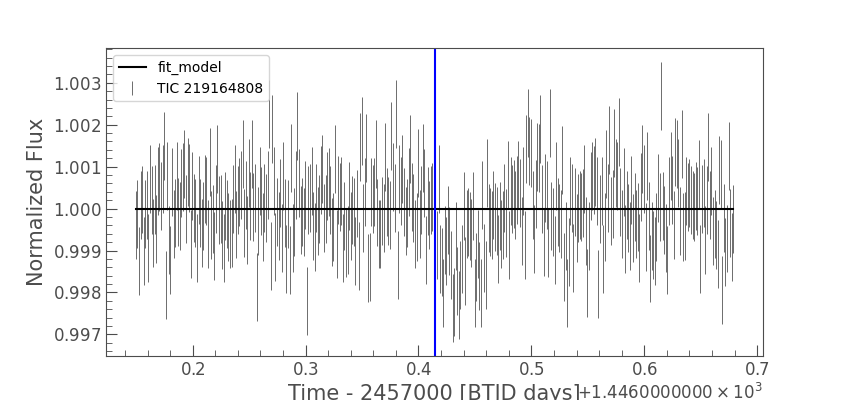 fit_model
TIC 219164808
1.003
1.002
1.001
1.000
0.999
0.998
0.997
Normalized Flux
0.2 0.3 0.4 0.5 0.6 0.7
Time - 2457000 [BTJD days]
+1.4460000000 × 10³